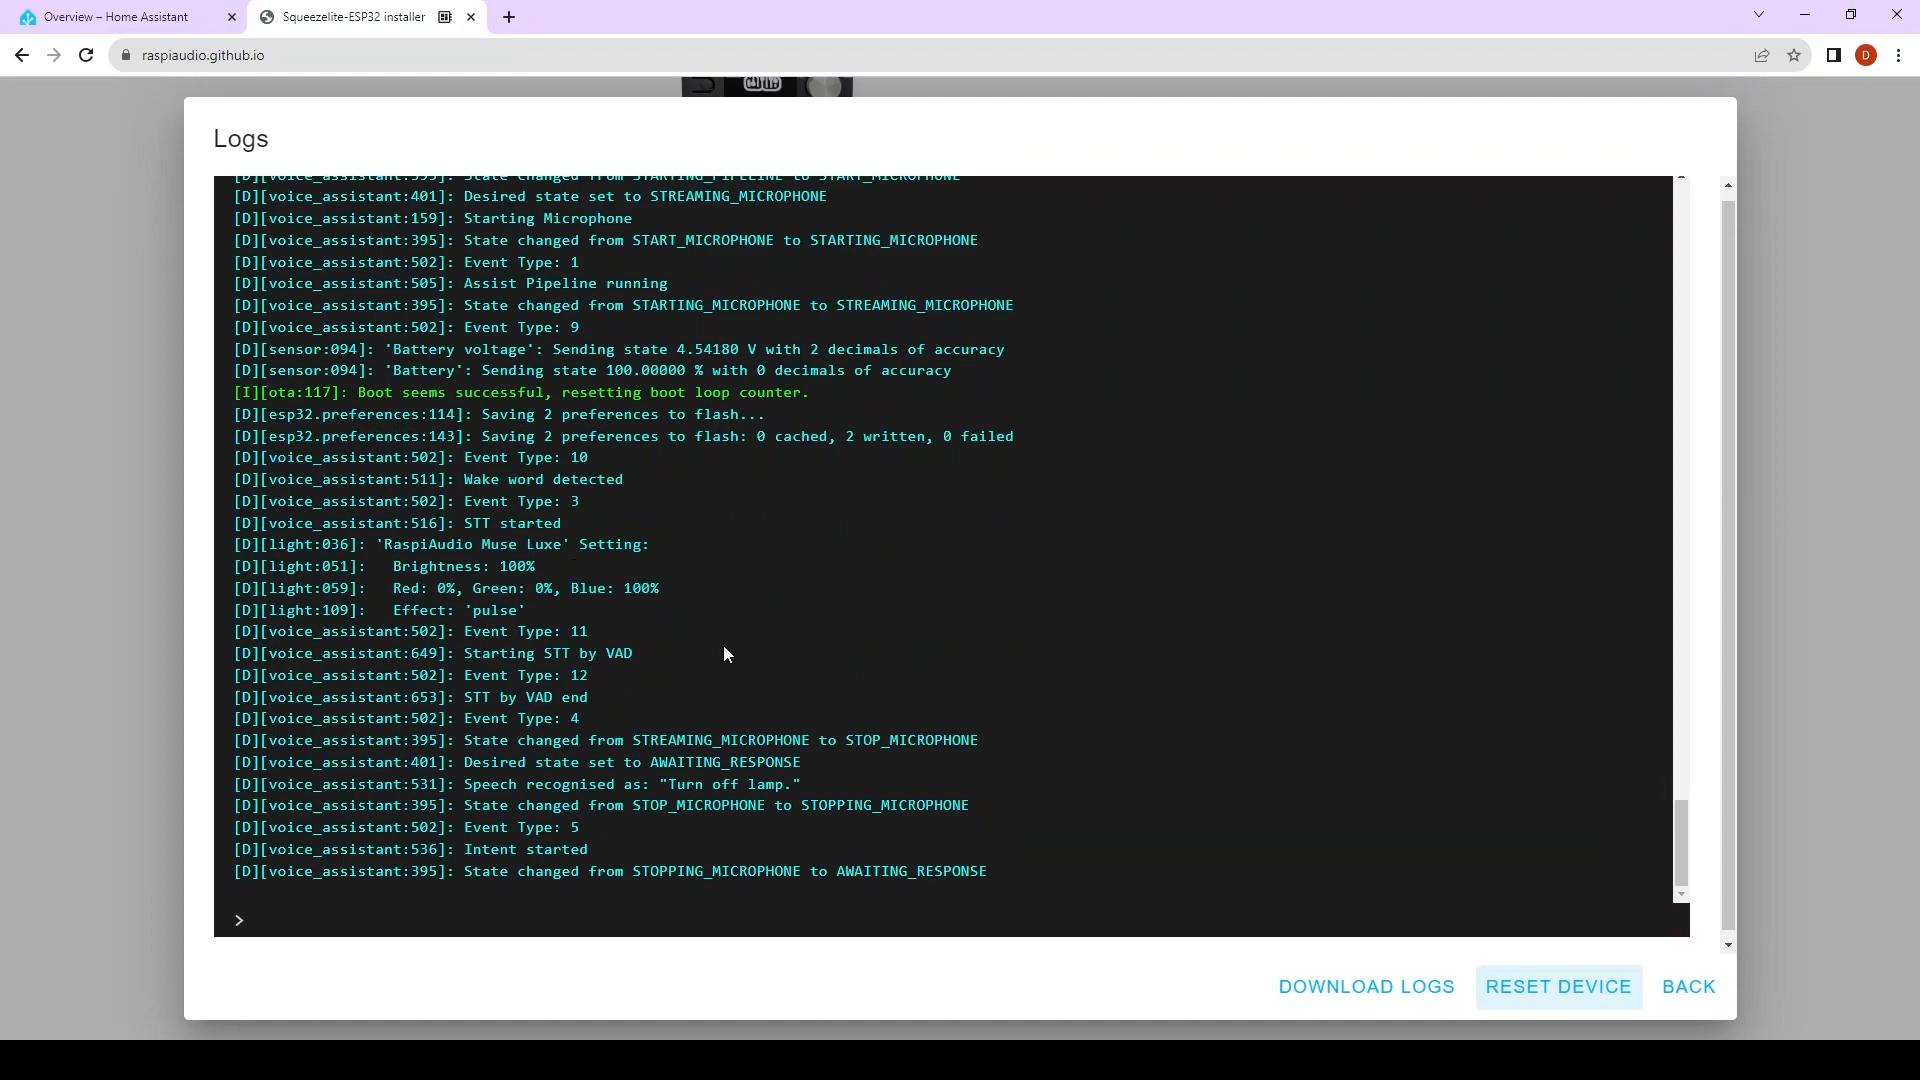 Overview – Home Assistant
Squeezelite-ESP32 installer
raspiaudio.github.io
D
Logs
[D][voice_assistant:395]: State changed from STARTING_PIPELINE to START_MICROPHONE
[D][voice_assistant:401]: Desired state set to STREAMING_MICROPHONE
[D][voice_assistant:159]: Starting Microphone
[D][voice_assistant:395]: State changed from START_MICROPHONE to STARTING_MICROPHONE
[D][voice_assistant:502]: Event Type: 1
[D][voice_assistant:505]: Assist Pipeline running
[D][voice_assistant:395]: State changed from STARTING_MICROPHONE to STREAMING_MICROPHONE
[D][voice_assistant:502]: Event Type: 9
[D][sensor:094]: 'Battery voltage': Sending state 4.54180 V with 2 decimals of accuracy
[D][sensor:094]: 'Battery': Sending state 100.00000 % with 0 decimals of accuracy
[I][ota:117]: Boot seems successful, resetting boot loop counter.
[D][esp32.preferences:114]: Saving 2 preferences to flash...
[D][esp32.preferences:143]: Saving 2 preferences to flash: 0 cached, 2 written, 0 failed
[D][voice_assistant:502]: Event Type: 10
[D][voice_assistant:511]: Wake word detected
[D][voice_assistant:502]: Event Type: 3
[D][voice_assistant:516]: STT started
[D][light:036]: 'RaspiAudio Muse Luxe' Setting:
[D][light:051]:   Brightness: 100%
[D][light:059]:   Red: 0%, Green: 0%, Blue: 100%
[D][light:109]:   Effect: 'pulse'
[D][voice_assistant:502]: Event Type: 11
[D][voice_assistant:649]: Starting STT by VAD
[D][voice_assistant:502]: Event Type: 12
[D][voice_assistant:653]: STT by VAD end
[D][voice_assistant:502]: Event Type: 4
[D][voice_assistant:395]: State changed from STREAMING_MICROPHONE to STOP_MICROPHONE
[D][voice_assistant:401]: Desired state set to AWAITING_RESPONSE
[D][voice_assistant:531]: Speech recognised as: "Turn off lamp."
[D][voice_assistant:395]: State changed from STOP_MICROPHONE to STOPPING_MICROPHONE
[D][voice_assistant:502]: Event Type: 5
[D][voice_assistant:536]: Intent started
[D][voice_assistant:395]: State changed from STOPPING_MICROPHONE to AWAITING_RESPONSE
>
DOWNLOAD LOGS
RESET DEVICE
BACK